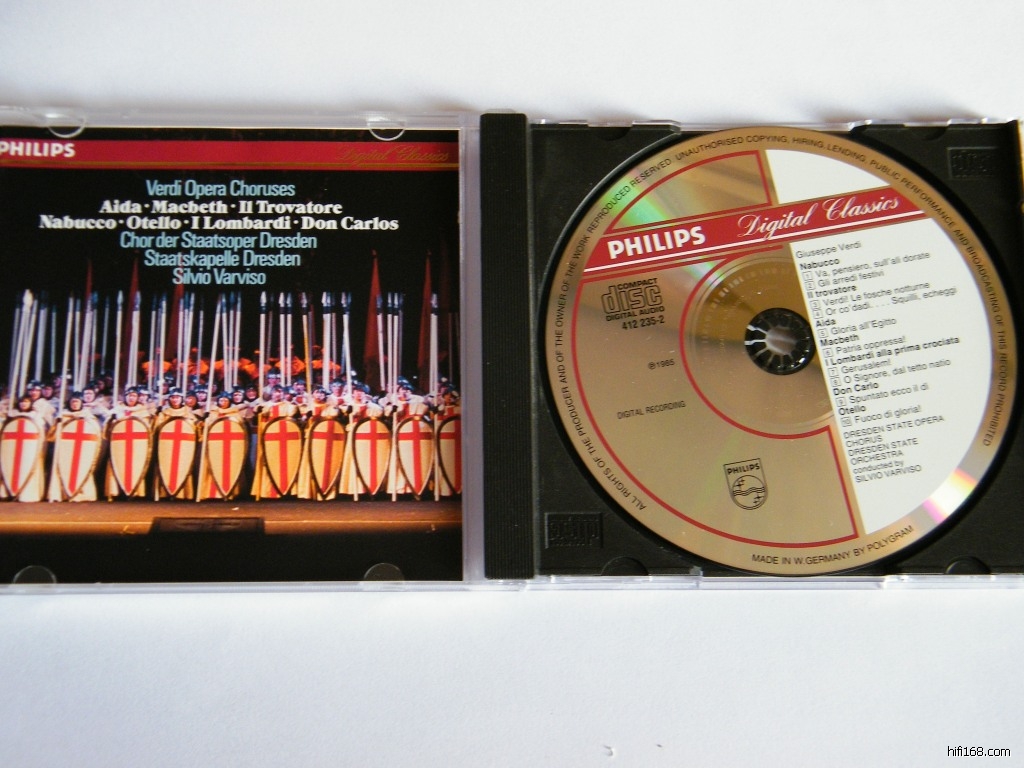 PHILIPS
Digital Classics
Verdi Opera Choruses
Aida · Macbeth · Il Trovatore
Nabucco · Otello · I Lombardi · Don Carlos
Chor der Staatsoper Dresden
Staatskapelle Dresden
Silvio Varviso
ALL RIGHTS OF THE PRODUCER AND OF THE OWNER OF THE WORK REPRODUCED RESERVED. UNAUTHORISED COPYING, HIRING, LENDING, PUBLIC PERFORMANCE AND BROADCASTING OF THIS RECORD PROHIBITED
PHILIPS
Digital Classics
COMPACT
disc
DIGITAL AUDIO
412 235-2
℗1985
DIGITAL RECORDING
Giuseppe Verdi
Nabucco
1 Va, pensiero, sull'ali dorate
2 Gli arredi festivi
Il trovatore
3 Verdi! Le fosche notturne
4 Or co' dadi, . . . . Squilli, echeggi
Aida
5 Gloria all'Egitto
Macbeth
6 Patria oppressa!
I Lombardi alla prima crociata
7 Gerusalem!
8 O Signore, dal tetto natio
Don Carlo
9 Spuntato ecco il di
Otello
10 Fuoco di gloria!
DRESDEN STATE OPERA
CHORUS
DRESDEN STATE
ORCHESTRA
conducted by
SILVIO VARVISO
PHILIPS
MADE IN W.GERMANY BY POLYGRAM
hifi168.com